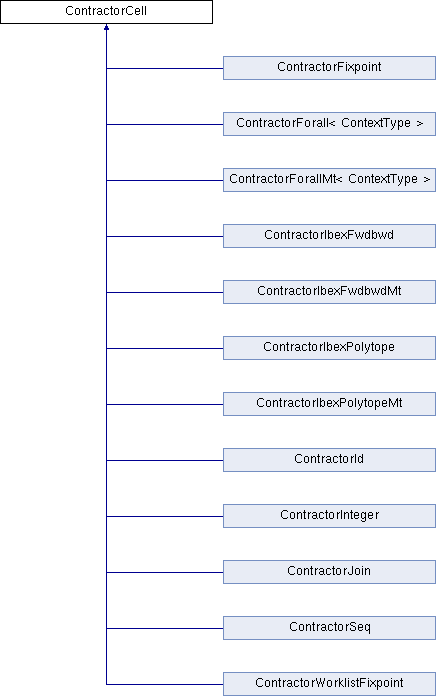 ContractorCell
ContractorFixpoint
ContractorForall< ContextType >
ContractorForallMt< ContextType >
ContractorIbexFwdbwd
ContractorIbexFwdbwdMt
ContractorIbexPolytope
ContractorIbexPolytopeMt
ContractorId
ContractorInteger
ContractorJoin
ContractorSeq
ContractorWorklistFixpoint